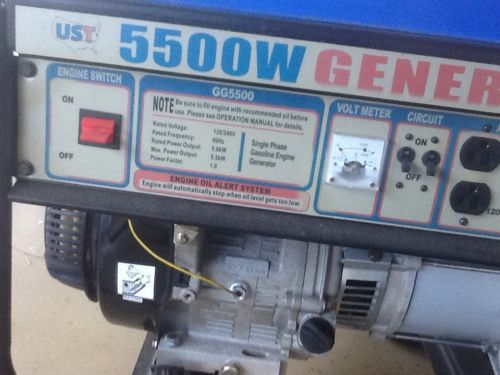 UST
5500W GENER
ENGINE SWITCH
ON
OFF
GG5500
NOTE Be sure to fill engine with recommended oil before
use. Please see OPERATION MANUAL for details.
Rated Voltage: 120/240V
Rated Frequency: 60Hz
Rated Power Output: 5.0kW
Max. Power Output: 5.5kW
Power Factor: 1.0
Single Phase
Gasoline Engine
Generator
ENGINE OIL ALERT SYSTEM
Engine will automatically stop when oil level gets too low.
VOLT METER
CIRCUIT
ON
OFF
120